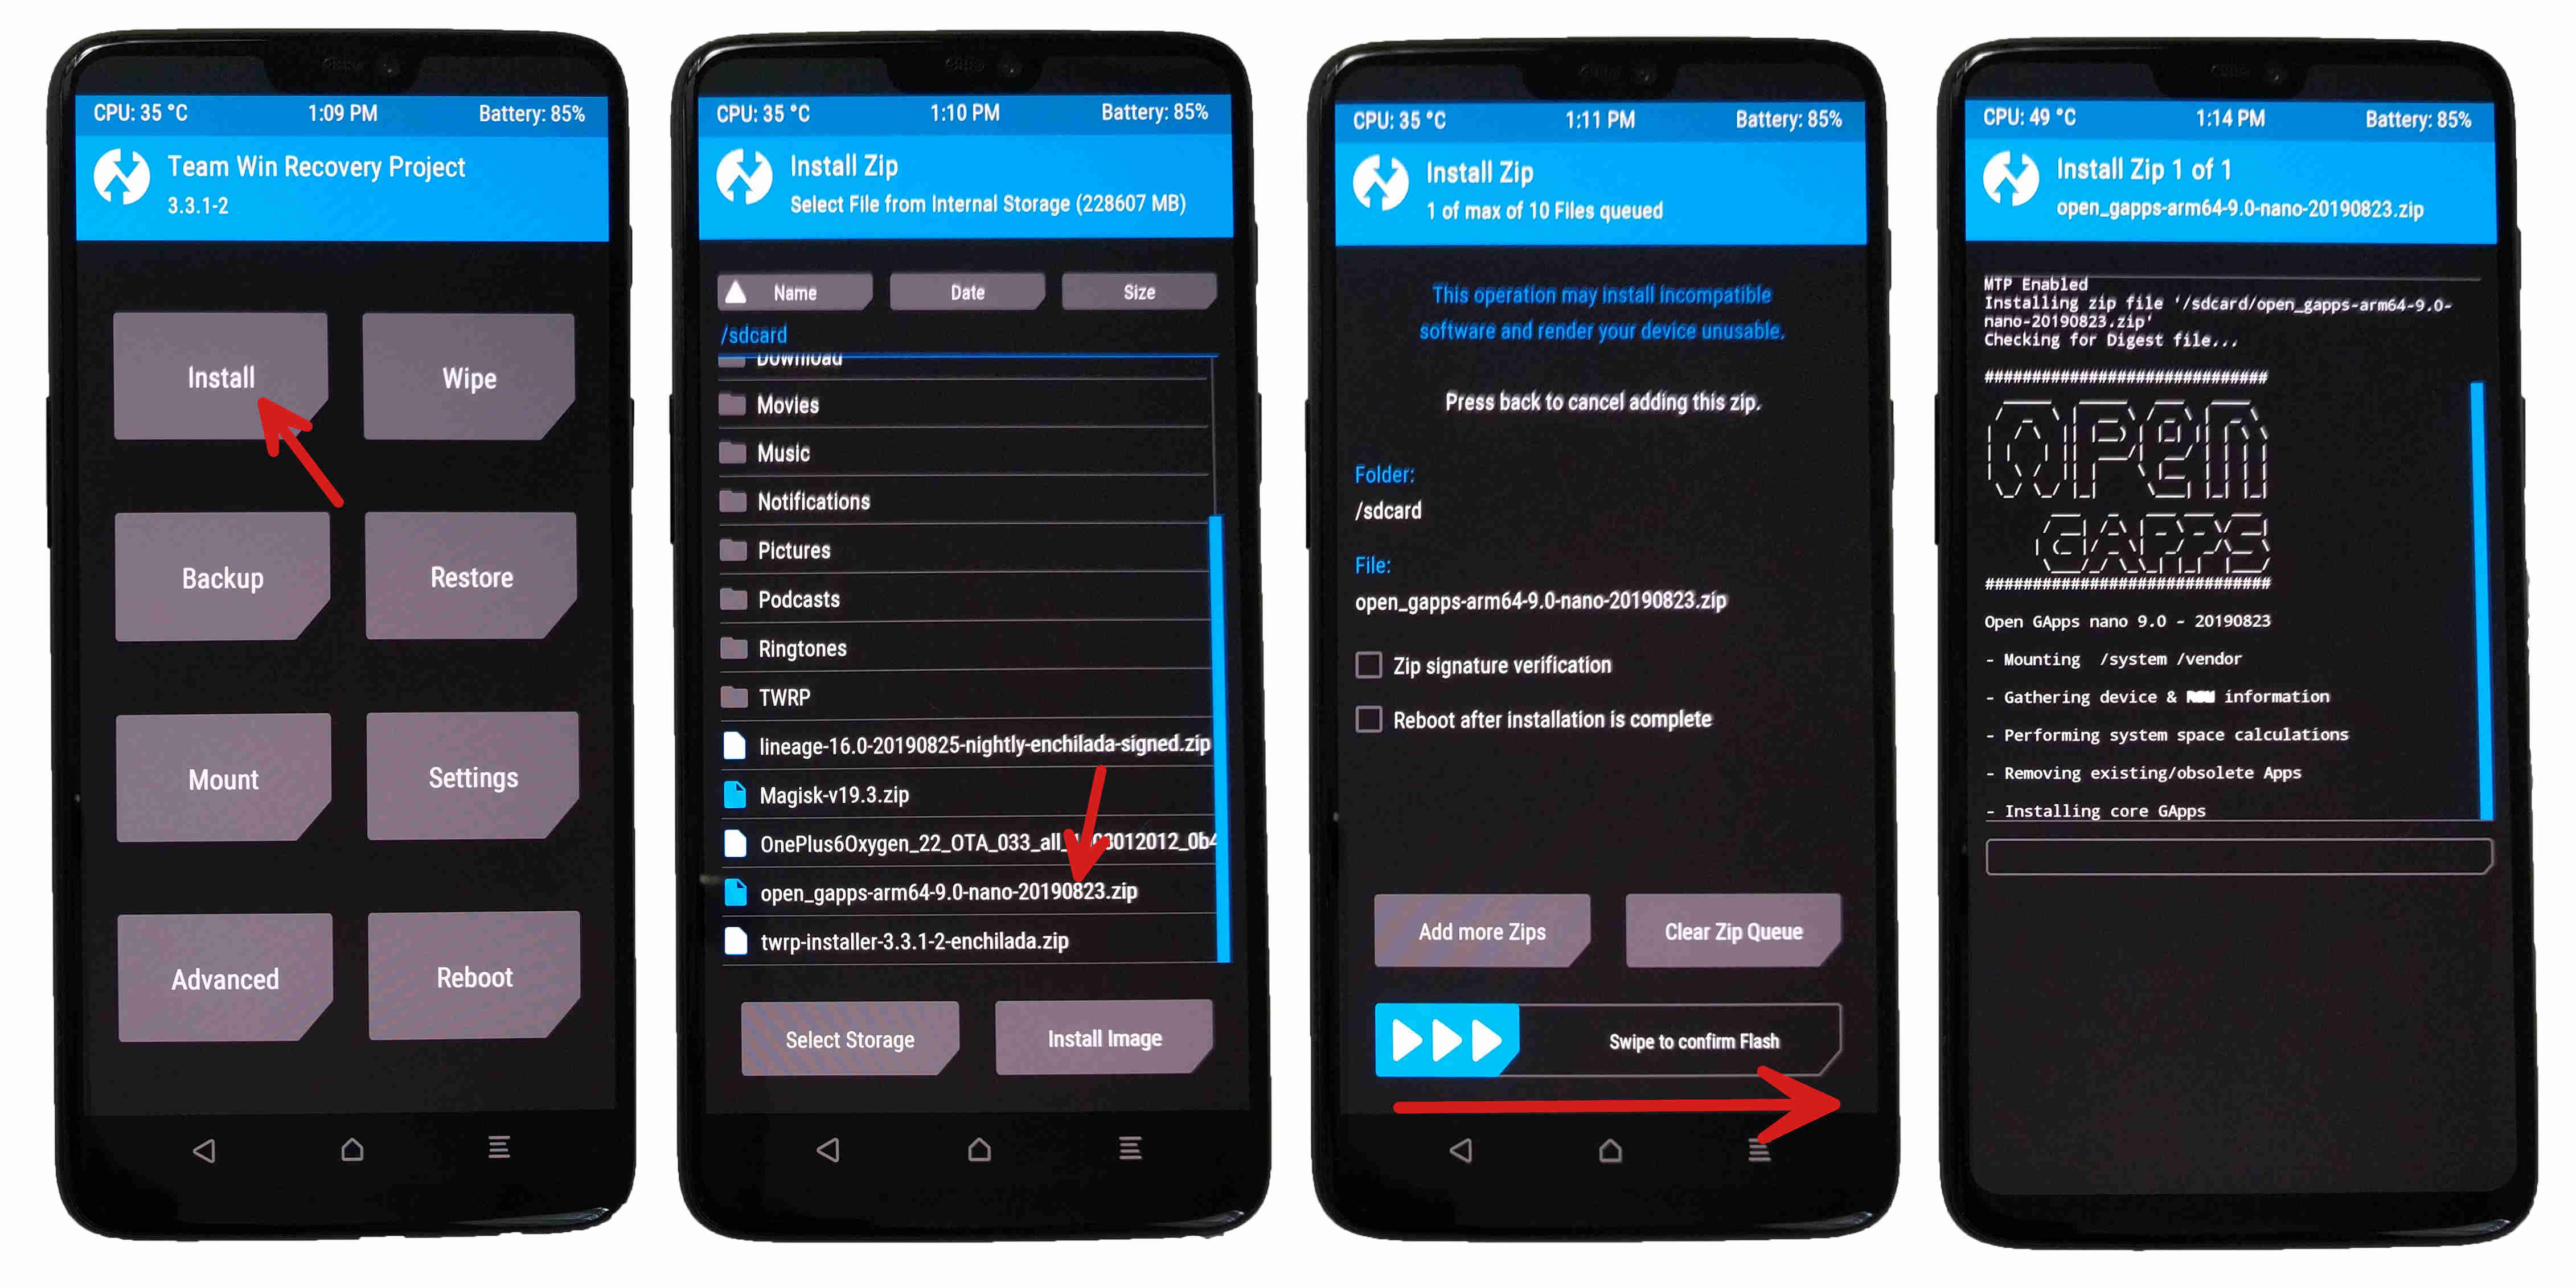 CPU: 35 °C 1:09 PM Battery: 85%
Team Win Recovery Project
3.3.1-2
Install Wipe
Backup Restore
Mount Settings
Advanced Reboot
CPU: 35 °C 1:10 PM Battery: 85%
Install Zip
Select File from Internal Storage (228607 MB)
Name Date Size
/sdcard
Download
Movies
Music
Notifications
Pictures
Podcasts
Ringtones
TWRP
lineage-16.0-20190825-nightly-enchilada-signed.zip
Magisk-v19.3.zip
open_gapps-arm64-9.0-nano-20190823.zip
twrp-installer-3.3.1-2-enchilada.zip
Select Storage Install Image
CPU: 35 °C 1:11 PM Battery: 85%
Install Zip
1 of max of 10 Files queued
This operation may install incompatible
software and render your device unusable.
Press back to cancel adding this zip.
Folder:
/sdcard
File:
open_gapps-arm64-9.0-nano-20190823.zip
Zip signature verification
Reboot after installation is complete
Add more Zips Clear Zip Queue
Swipe to confirm Flash
CPU: 49 °C 1:14 PM Battery: 85%
Install Zip 1 of 1
open_gapps-arm64-9.0-nano-20190823.zip
MTP Enabled
Installing zip file '/sdcard/open_gapps-arm64-9.0-
nano-20190823.zip'
Checking for Digest file...
##############################
OPEN
GAPPS
##############################
Open GApps nano 9.0 - 20190823
- Mounting /system /vendor
- Gathering device & ROM information
- Performing system space calculations
- Removing existing/obsolete Apps
- Installing core GApps